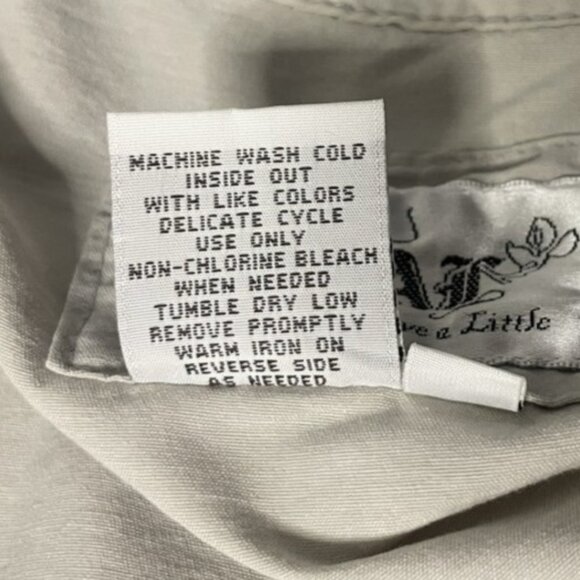 MACHINE WASH COLD
INSIDE OUT
WITH LIKE COLORS
DELICATE CYCLE
USE ONLY
NON-CHLORINE BLEACH
WHEN NEEDED
TUMBLE DRY LOW
REMOVE PROMPTLY
WARM IRON ON
REVERSE SIDE
AS NEEDED
a Little